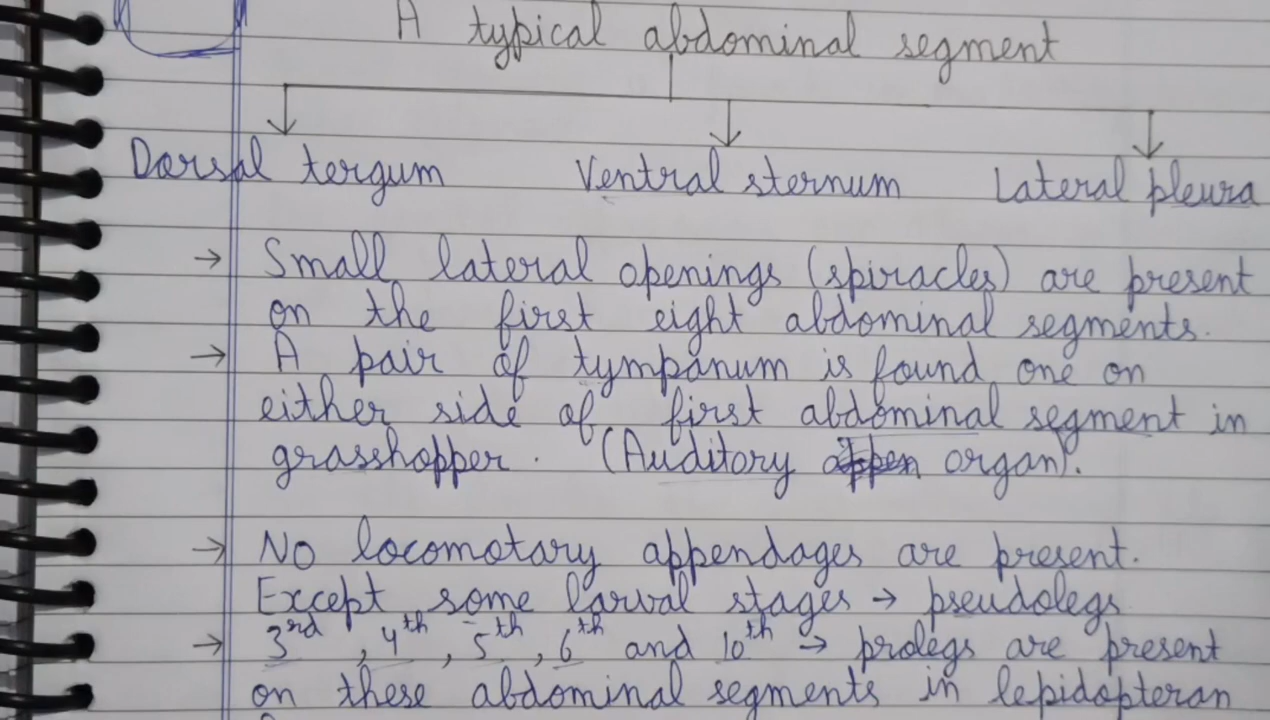 A typical abdominal segment
Dorsal tergum Ventral sternum Lateral pleura
→ Small lateral openings (spiracles) are present
on the first eight abdominal segments.
→ A pair of tympanum is found one on
either side of first abdominal segment in
grasshopper. (Auditory organ).
→ No locomotary appendages are present.
Except some larval stages → pseudolegs
→ 3rd, 4th, 5th, 6th and 10th → prolegs are present
on these abdominal segments in lepidopteran